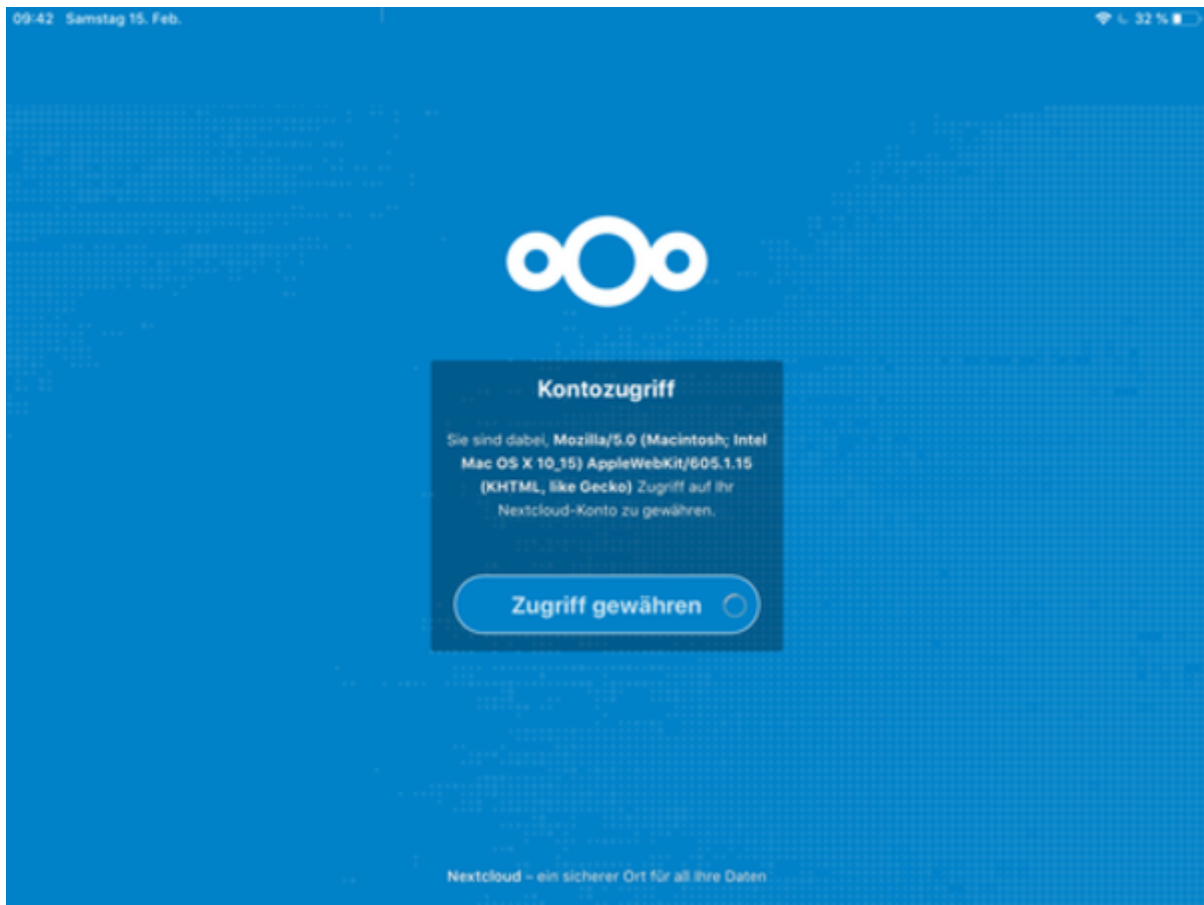 09:42 Samstag 15. Feb.
32 %
Kontozugriff
Sie sind dabei, Mozilla/5.0 (Macintosh; Intel
Mac OS X 10_15) AppleWebKit/605.1.15
(KHTML, like Gecko) Zugriff auf Ihr
Nextcloud-Konto zu gewähren.
Zugriff gewähren
Nextcloud – ein sicherer Ort für all Ihre Daten